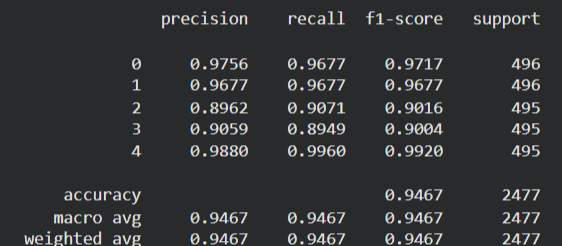 precision recall f1-score support
0 0.9756 0.9677 0.9717 496
1 0.9677 0.9677 0.9677 496
2 0.8962 0.9071 0.9016 495
3 0.9059 0.8949 0.9004 495
4 0.9880 0.9960 0.9920 495
accuracy 0.9467 2477
macro avg 0.9467 0.9467 0.9467 2477
weighted avg 0.9467 0.9467 0.9467 2477